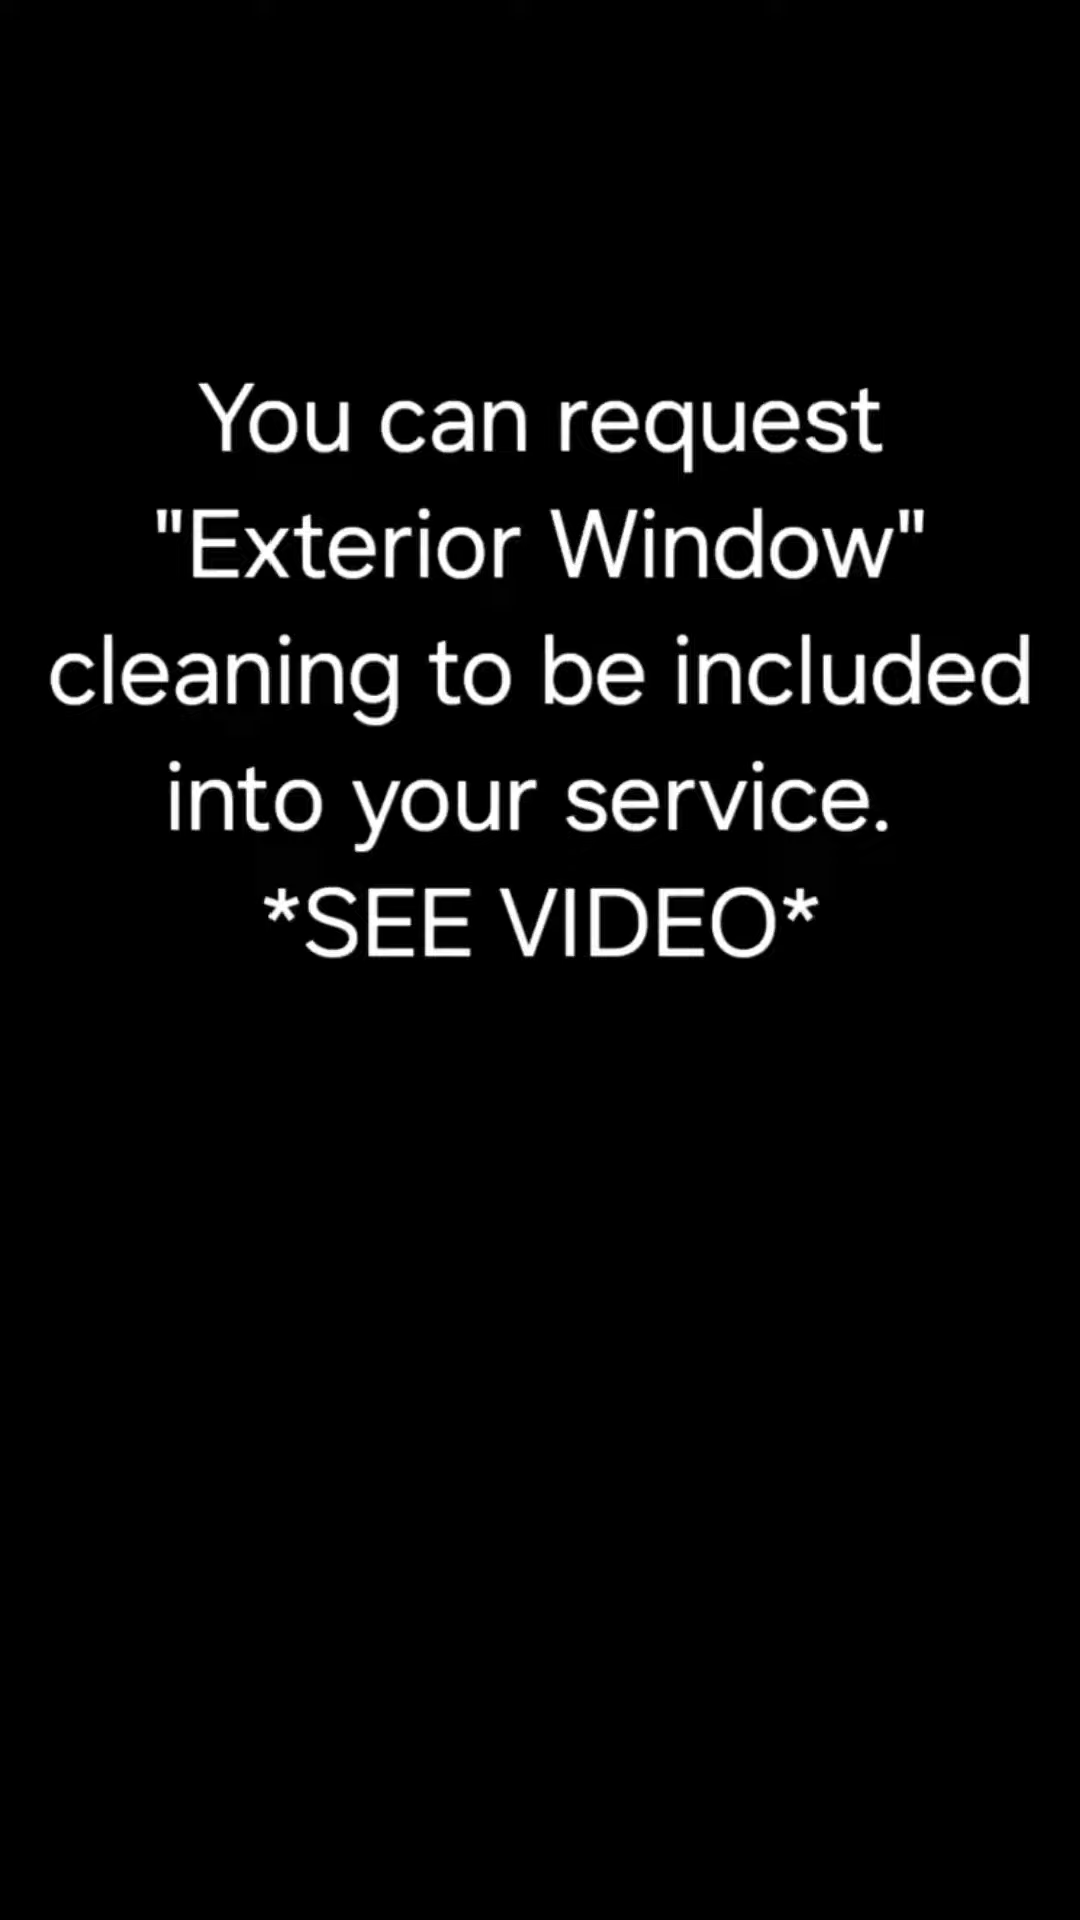 You can request
"Exterior Window"
cleaning to be included
into your service.
*SEE VIDEO*